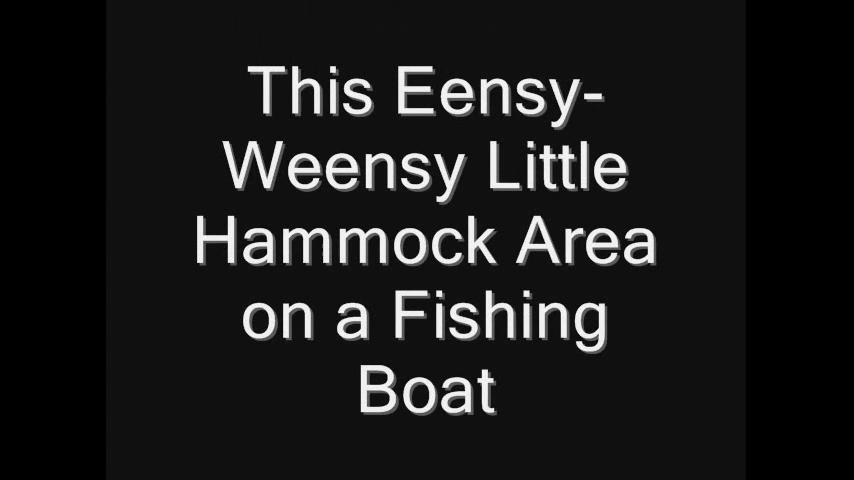 This Eensy-
Weensy Little
Hammock Area
on a Fishing
Boat